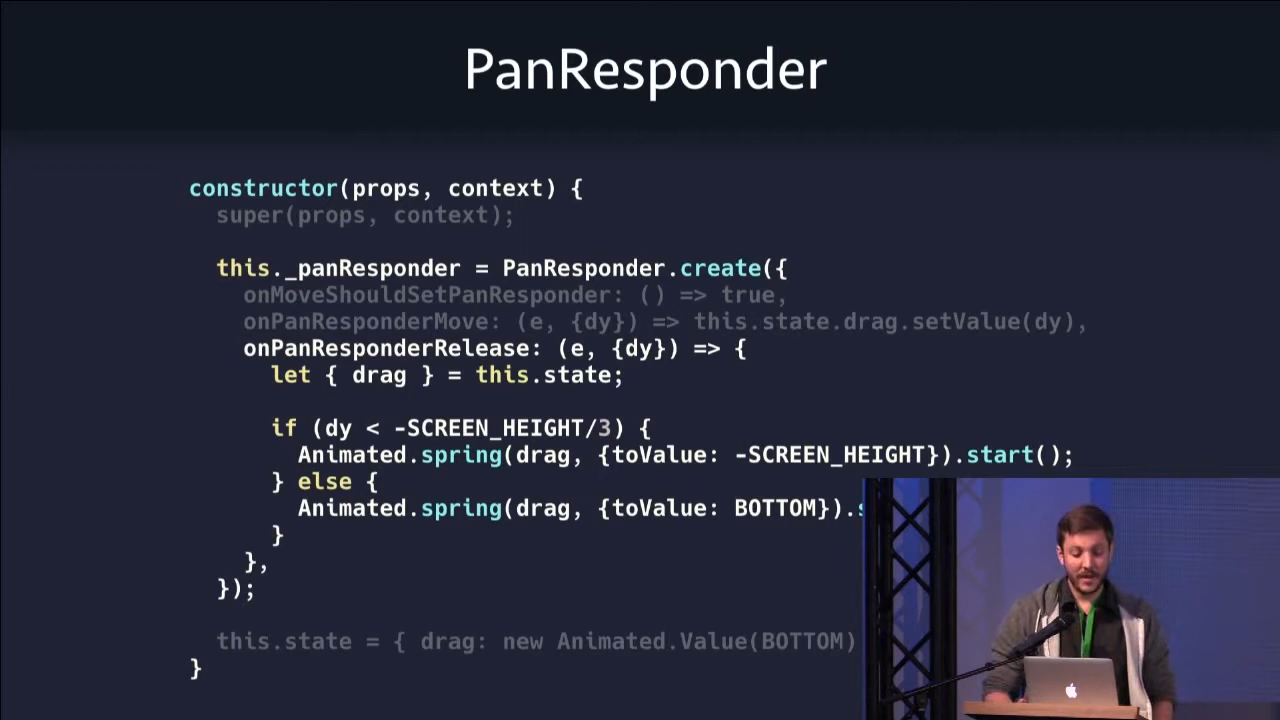 PanResponder
constructor(props, context) {
super(props, context);
this._panResponder = PanResponder.create({
onMoveShouldSetPanResponder: () => true,
onPanResponderMove: (e, {dy}) => this.state.drag.setValue(dy),
onPanResponderRelease: (e, {dy}) => {
let { drag } = this.state;
if (dy < -SCREEN_HEIGHT/3) {
Animated.spring(drag, {toValue: -SCREEN_HEIGHT}).start();
} else {
Animated.spring(drag, {toValue: BOTTOM}).
}
},
});
this.state = { drag: new Animated.Value(BOTTOM)
}